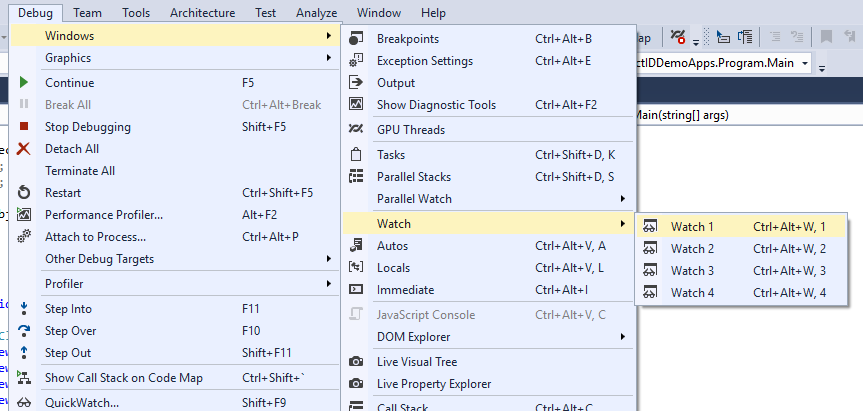 Debug Team Tools Architecture Test Analyze Window Help
Windows
Graphics
Continue F5
Break All Ctrl+Alt+Break
Stop Debugging Shift+F5
Detach All
Terminate All
Restart Ctrl+Shift+F5
Performance Profiler... Alt+F2
Attach to Process... Ctrl+Alt+P
Other Debug Targets
Profiler
Step Into F11
Step Over F10
Step Out Shift+F11
Show Call Stack on Code Map Ctrl+Shift+`
QuickWatch... Shift+F9
Breakpoints Ctrl+Alt+B
Exception Settings Ctrl+Alt+E
Output
Show Diagnostic Tools Ctrl+Alt+F2
GPU Threads
Tasks Ctrl+Shift+D, K
Parallel Stacks Ctrl+Shift+D, S
Parallel Watch
Watch
Autos Ctrl+Alt+V, A
Locals Ctrl+Alt+V, L
Immediate Ctrl+Alt+I
JavaScript Console Ctrl+Alt+V, C
DOM Explorer
Live Visual Tree
Live Property Explorer
Call Stack Ctrl+Alt+C
Watch 1 Ctrl+Alt+W, 1
Watch 2 Ctrl+Alt+W, 2
Watch 3 Ctrl+Alt+W, 3
Watch 4 Ctrl+Alt+W, 4
ctIDDemoApps.Program.Main
Main(string[] args)